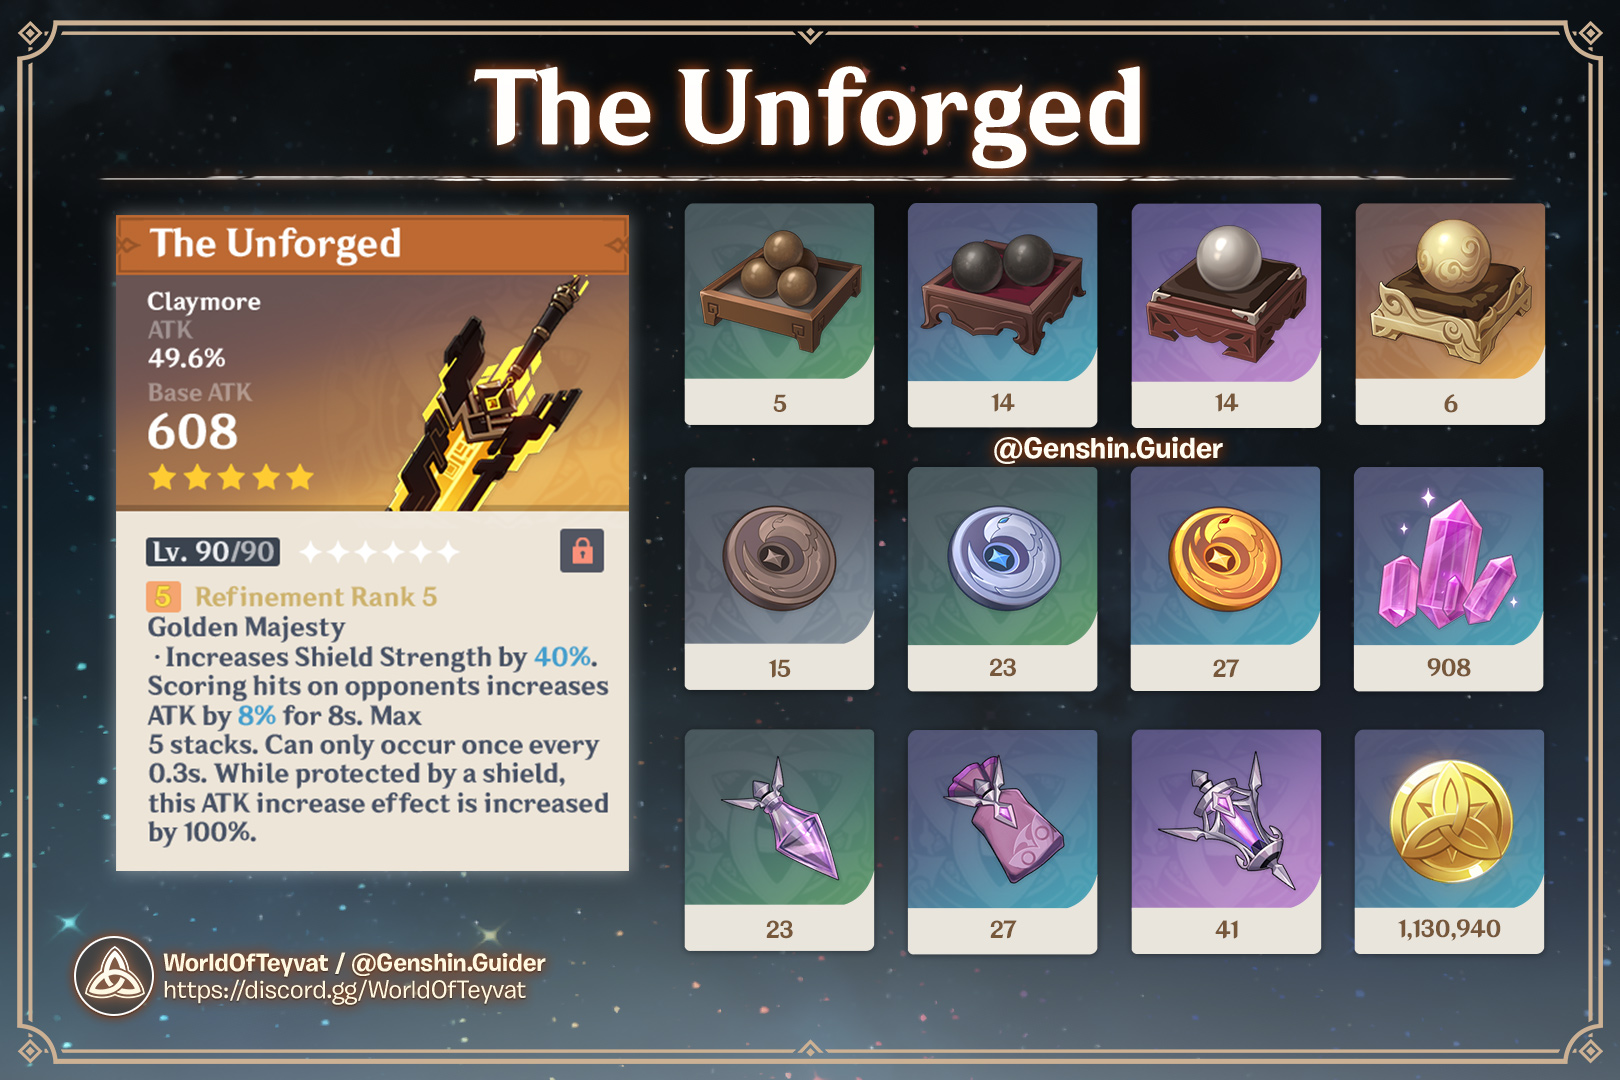 The Unforged
The Unforged
Claymore
ATK
49.6%
Base ATK
608
Lv. 90/90
5 Refinement Rank 5
Golden Majesty
· Increases Shield Strength by 40%.
Scoring hits on opponents increases
ATK by 8% for 8s. Max
5 stacks. Can only occur once every
0.3s. While protected by a shield,
this ATK increase effect is increased
by 100%.
5
14
14
6
@Genshin.Guider
15
23
27
908
23
27
41
1,130,940
WorldOfTeyvat / @Genshin.Guider
https://discord.gg/WorldOfTeyvat